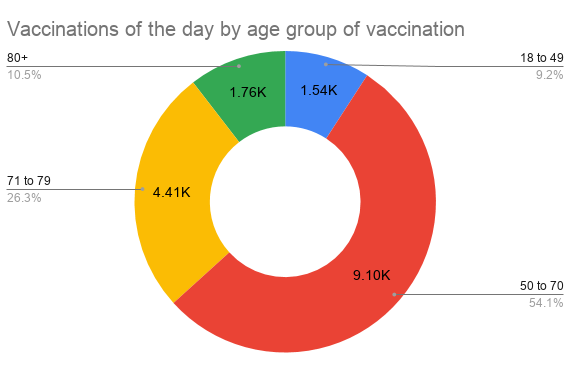 Vaccinations of the day by age group of vaccination
80+
10.5%
18 to 49
9.2%
1.76K
1.54K
71 to 79
26.3%
4.41K
9.10K
50 to 70
54.1%